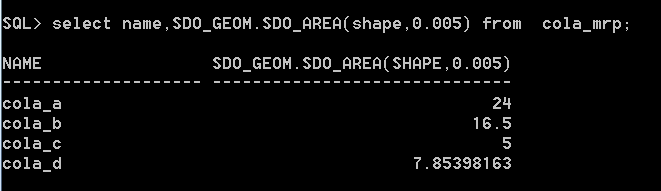 SQL> select name,SDO_GEOM.SDO_AREA(shape,0.005) from  cola_mrp;
NAME                 SDO_GEOM.SDO_AREA(SHAPE,0.005)
-------------------- ------------------------------
cola_a                                           24
cola_b                                         16.5
cola_c                                            5
cola_d                                   7.85398163